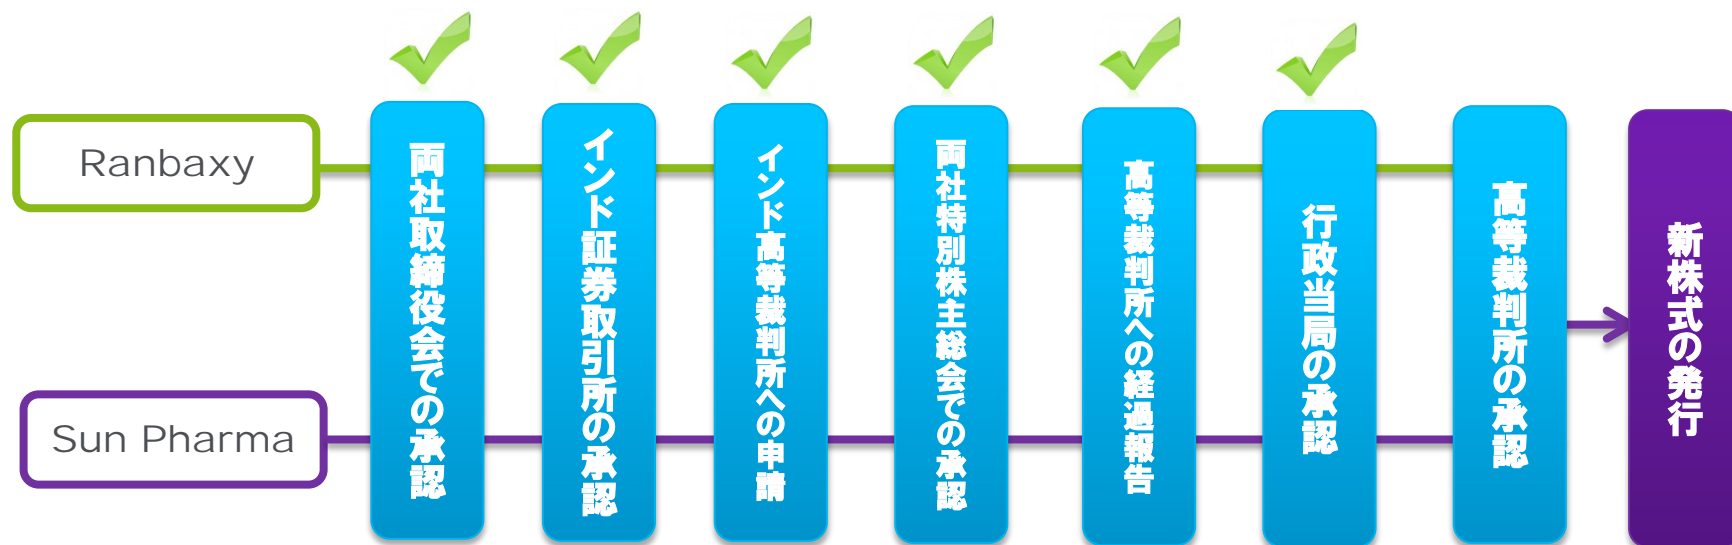 Ranbaxy
Sun Pharma
両社取締役会での承認
インド証券取引所の承認
インド高等裁判所への申請
両社特別株主総会での承認
高等裁判所への経過報告
行政当局の承認
高等裁判所の承認
新株式の発行